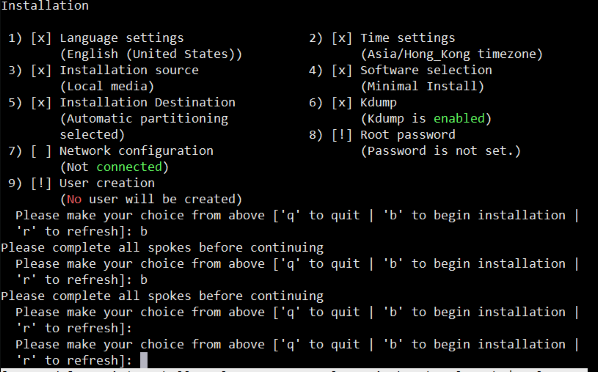 Installation
1) [x] Language settings 2) [x] Time settings
(English (United States)) (Asia/Hong_Kong timezone)
3) [x] Installation source 4) [x] Software selection
(Local media) (Minimal Install)
5) [x] Installation Destination 6) [x] Kdump
(Automatic partitioning (Kdump is enabled)
selected) 8) [!] Root password
7) [ ] Network configuration (Password is not set.)
(Not connected)
9) [!] User creation
(No user will be created)
Please make your choice from above ['q' to quit | 'b' to begin installation |
'r' to refresh]: b
Please complete all spokes before continuing
Please make your choice from above ['q' to quit | 'b' to begin installation |
'r' to refresh]: b
Please complete all spokes before continuing
Please make your choice from above ['q' to quit | 'b' to begin installation |
'r' to refresh]:
Please make your choice from above ['q' to quit | 'b' to begin installation |
'r' to refresh]: